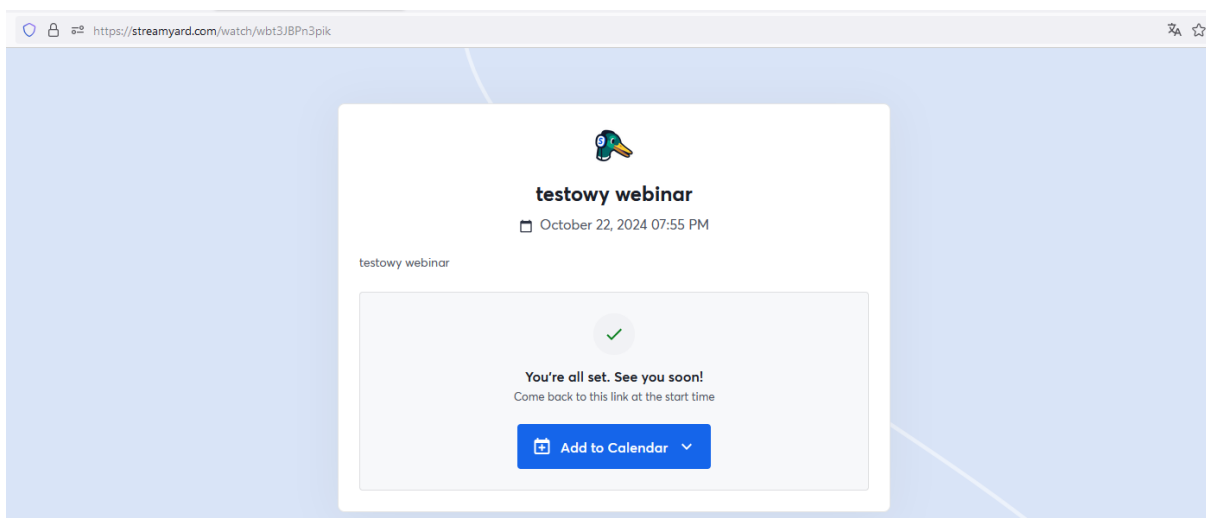 https://streamyard.com/watch/wbt3JBPn3pik
testowy webinar
October 22, 2024 07:55 PM
testowy webinar
You're all set. See you soon!
Come back to this link at the start time
Add to Calendar